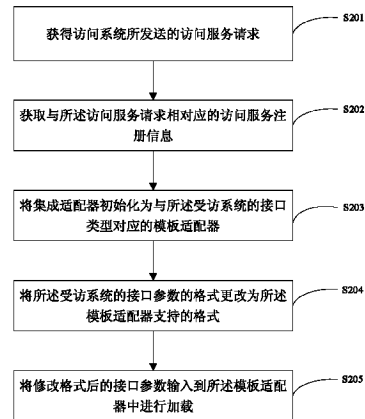 获得访问系统所发送的访问服务请求
S201
获取与所述访问服务请求相对应的访问服务注
册信息
S202
将集成适配器初始化为与所述受访系统的接口
类型对应的模板适配器
S203
将所述受访系统的接口参数的格式更改为所述
模板适配器支持的格式
S204
将修改格式后的接口参数输入到所述模板适配
器中进行加载
S205